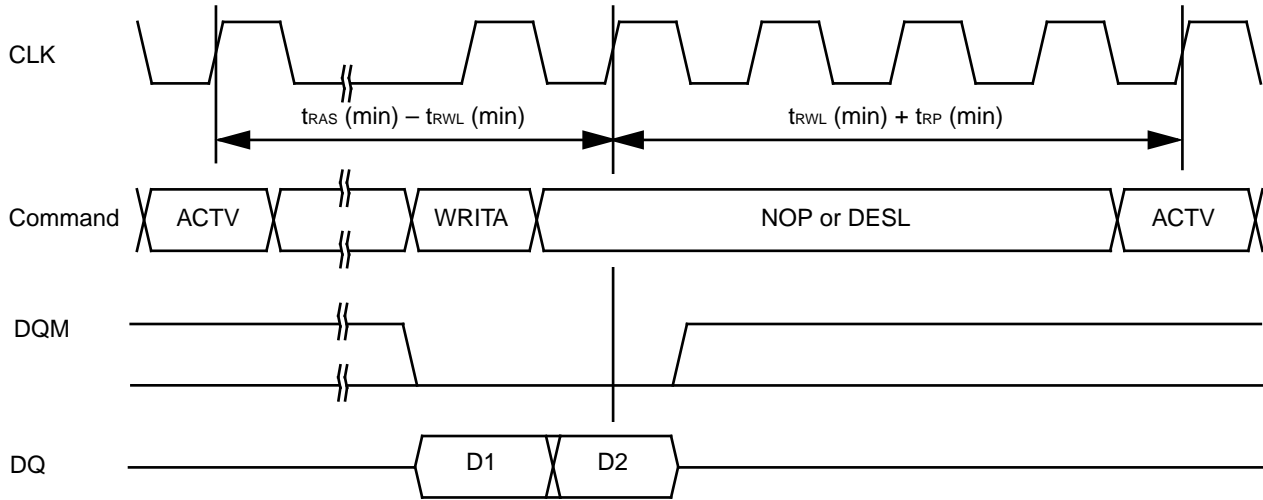 CLK
tRAS (min) – tRWL (min)
tRWL (min) + tRP (min)
Command
ACTV
WRITA
NOP or DESL
ACTV
DQM
DQ
D1
D2